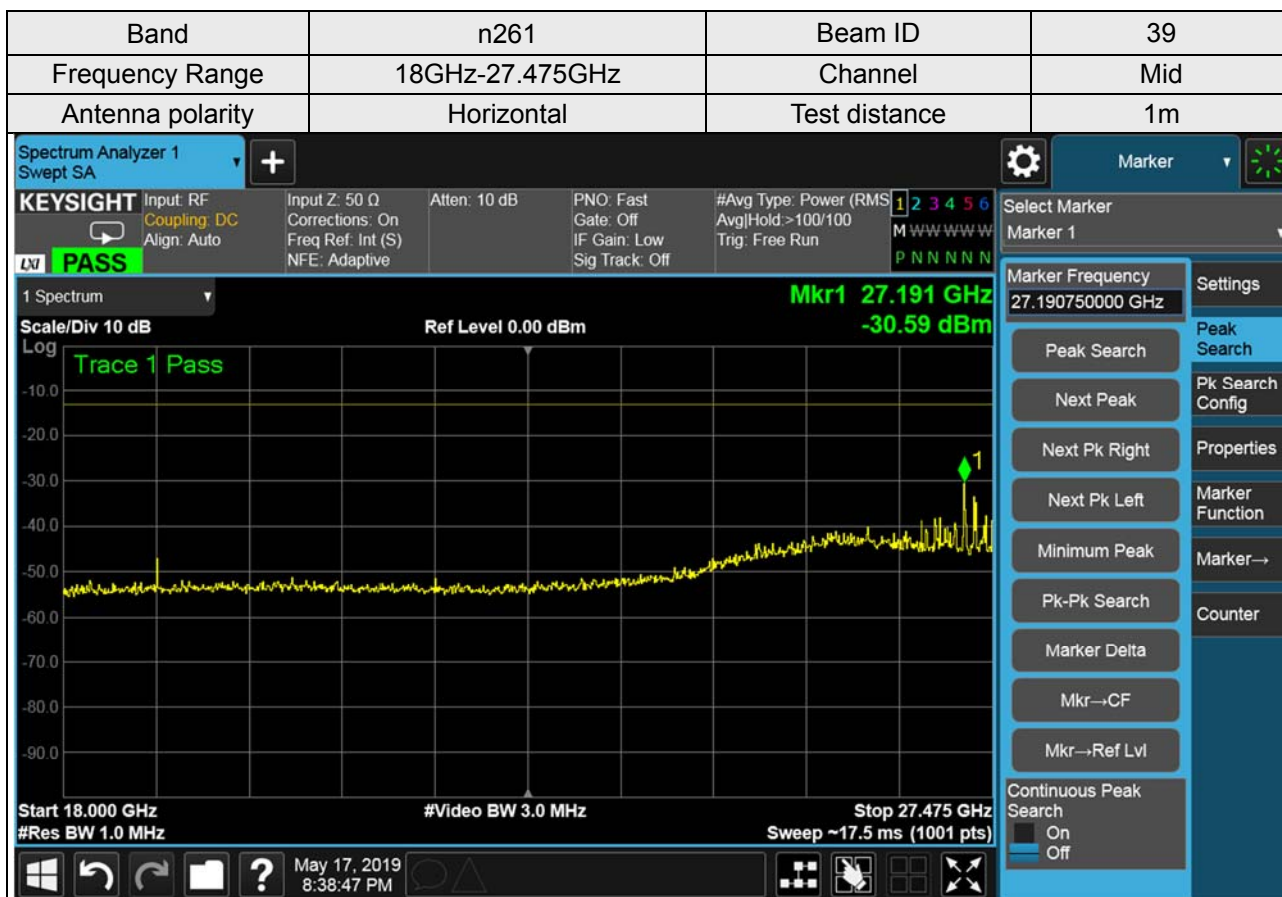 Band n261 Beam ID 39
Frequency Range 18GHz-27.475GHz Channel Mid
Antenna polarity Horizontal Test distance 1m
Spectrum Analyzer 1
Swept SA
+
Marker
KEYSIGHT
LXI PASS
Input: RF
Coupling: DC
Align: Auto
Input Z: 50 Ω
Corrections: On
Freq Ref: Int (S)
NFE: Adaptive
Atten: 10 dB
PNO: Fast
Gate: Off
IF Gain: Low
Sig Track: Off
#Avg Type: Power (RMS
Avg|Hold:>100/100
Trig: Free Run
1 2 3 4 5 6
M W W W W W
P N N N N N
Select Marker
Marker 1
1 Spectrum
Mkr1 27.191 GHz
Scale/Div 10 dB Ref Level 0.00 dBm -30.59 dBm
Log
Trace 1 Pass
-10.0
-20.0
1
-30.0
-40.0
-50.0
-60.0
-70.0
-80.0
-90.0
Start 18.000 GHz #Video BW 3.0 MHz Stop 27.475 GHz
#Res BW 1.0 MHz Sweep ~17.5 ms (1001 pts)
Marker Frequency
27.190750000 GHz
Peak Search
Next Peak
Next Pk Right
Next Pk Left
Minimum Peak
Pk-Pk Search
Marker Delta
Mkr→CF
Mkr→Ref Lvl
Continuous Peak
Search
On
Off
Settings
Peak
Search
Pk Search
Config
Properties
Marker
Function
Marker→
Counter
?
May 17, 2019
8:38:47 PM